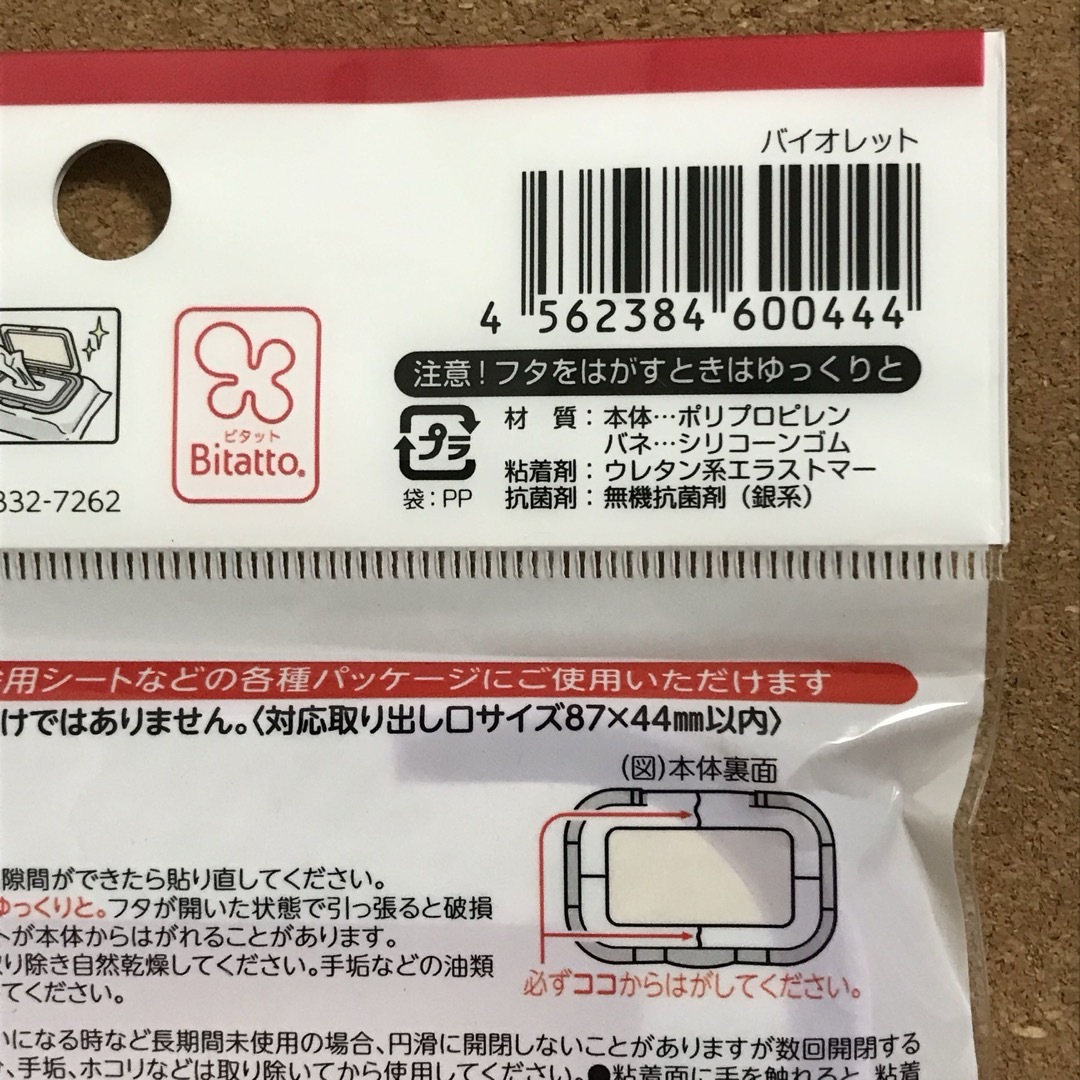 バイオレット
4 562384 600444
注意!フタをはがすときはゆっくりと
プラ
袋:PP
材 質:本体…ポリプロピレン
バネ…シリコーンゴム
粘着剤:ウレタン系エラストマー
抗菌剤:無機抗菌剤(銀系)
ビタット
Bitatto®
332-7262
用シートなどの各種パッケージにご使用いただけます
けではありません。〈対応取り出し口サイズ87×44㎜以内〉
(図)本体裏面
隙間ができたら貼り直してください。
ゆっくりと。フタが開いた状態で引っ張ると破損
トが本体からはがれることがあります。
り除き自然乾燥してください。手垢などの油類
てください。
必ずココからはがしてください。
いになる時など長期間未使用の場合、円滑に開閉しないことがありますが数回開閉する
、手垢、ホコリなどは取り除いてから使用してください。●粘着面に手を触れると、粘着